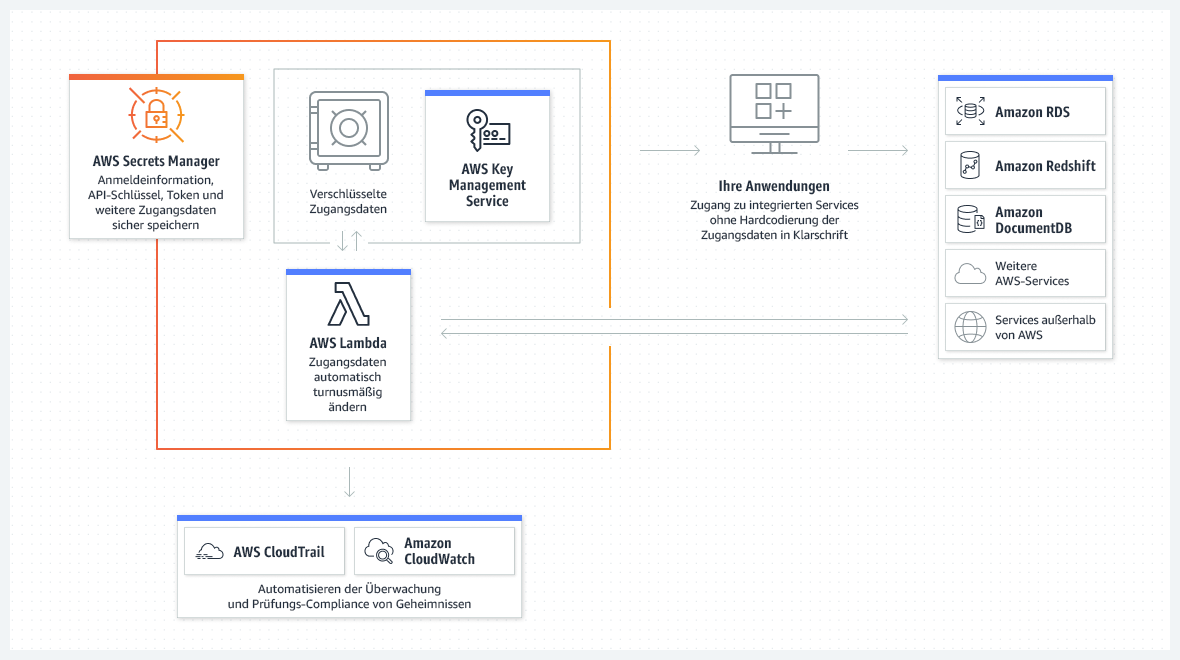 AWS Secrets Manager
Anmeldeinformation,
API-Schlüssel, Token und
weitere Zugangsdaten
sicher speichern
Verschlüsselte
Zugangsdaten
AWS Key
Management
Service
AWS Lambda
Zugangsdaten
automatisch
turnusmäßig
ändern
Ihre Anwendungen
Zugang zu integrierten Services
ohne Hardcodierung der
Zugangsdaten in Klarschrift
Amazon RDS
Amazon Redshift
Amazon
DocumentDB
Weitere
AWS-Services
Services außerhalb
von AWS
AWS CloudTrail
Amazon
CloudWatch
Automatisieren der Überwachung
und Prüfungs-Compliance von Geheimnissen